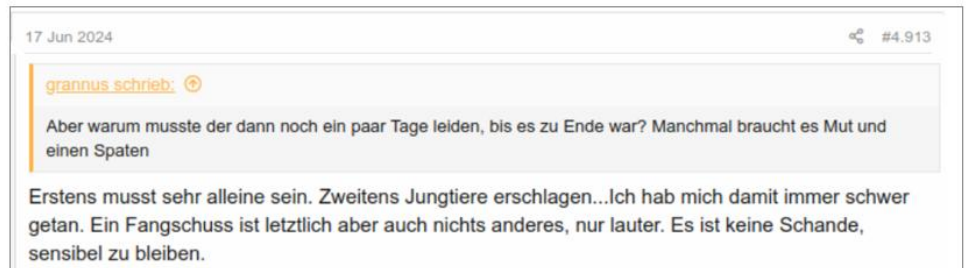 17 Jun 2024 #4.913
grannus schrieb:
Aber warum musste der dann noch ein paar Tage leiden, bis es zu Ende war? Manchmal braucht es Mut und
einen Spaten
Erstens musst sehr alleine sein. Zweitens Jungtiere erschlagen...Ich hab mich damit immer schwer
getan. Ein Fangschuss ist letztlich aber auch nichts anderes, nur lauter. Es ist keine Schande,
sensibel zu bleiben.